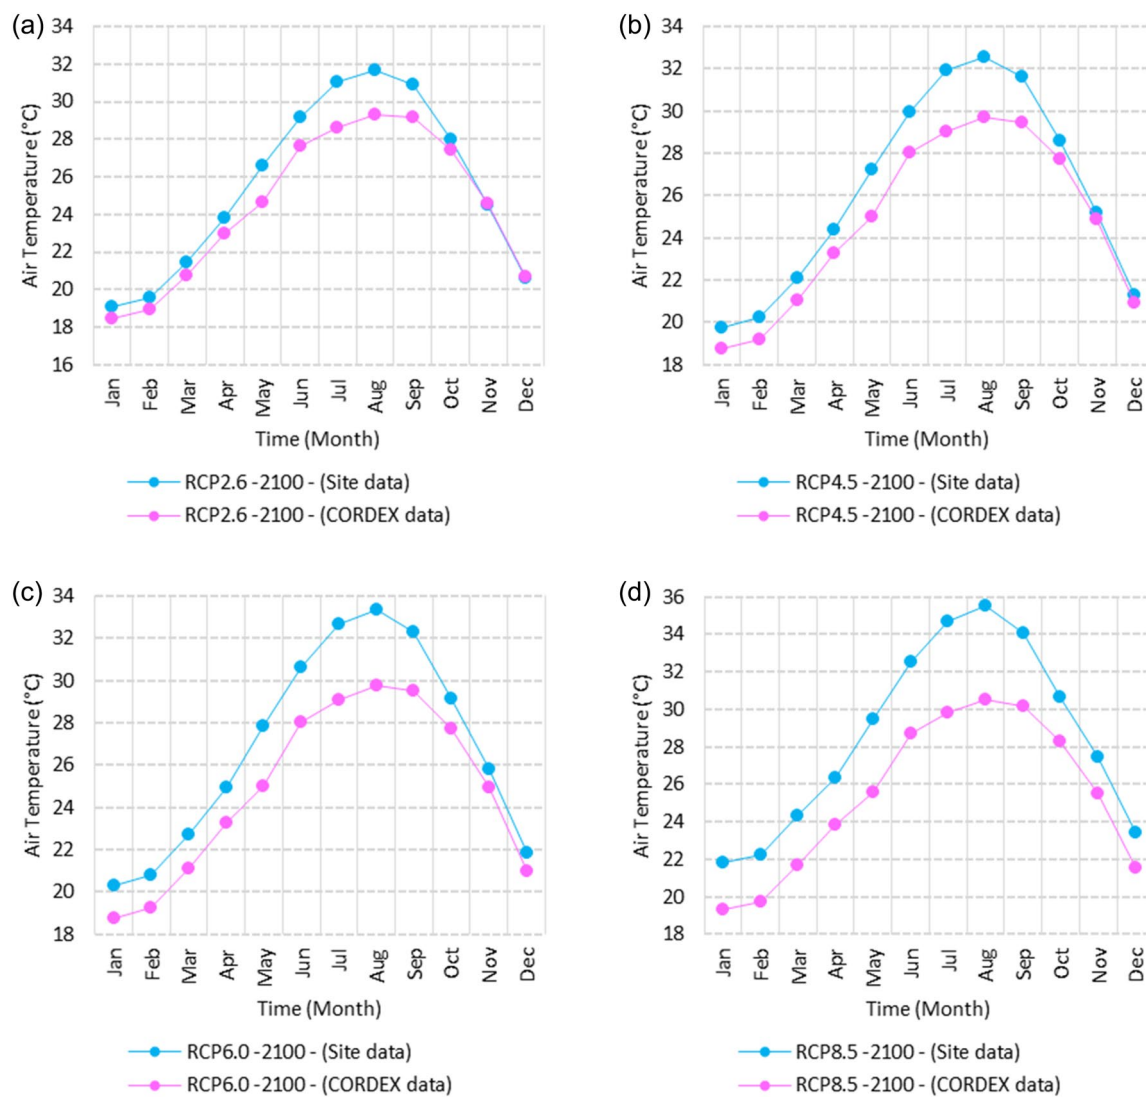 (a)
34
32
30
28
26
24
22
20
18
16
Air Temperature (°C)
Jan Feb Mar Apr May Jun Jul Aug Sep Oct Nov Dec
Time (Month)
RCP2.6 -2100 - (Site data)
RCP2.6 -2100 - (CORDEX data)
(b)
34
32
30
28
26
24
22
20
18
Air Temperature (°C)
Jan Feb Mar Apr May Jun Jul Aug Sep Oct Nov Dec
Time (Month)
RCP4.5 -2100 - (Site data)
RCP4.5 -2100 - (CORDEX data)
(c)
34
32
30
28
26
24
22
20
18
Air Temperature (°C)
Jan Feb Mar Apr May Jun Jul Aug Sep Oct Nov Dec
Time (Month)
RCP6.0 -2100 - (Site data)
RCP6.0 -2100 - (CORDEX data)
(d)
36
34
32
30
28
26
24
22
20
18
Air Temperature (°C)
Jan Feb Mar Apr May Jun Jul Aug Sep Oct Nov Dec
Time (Month)
RCP8.5 -2100 - (Site data)
RCP8.5 -2100 - (CORDEX data)